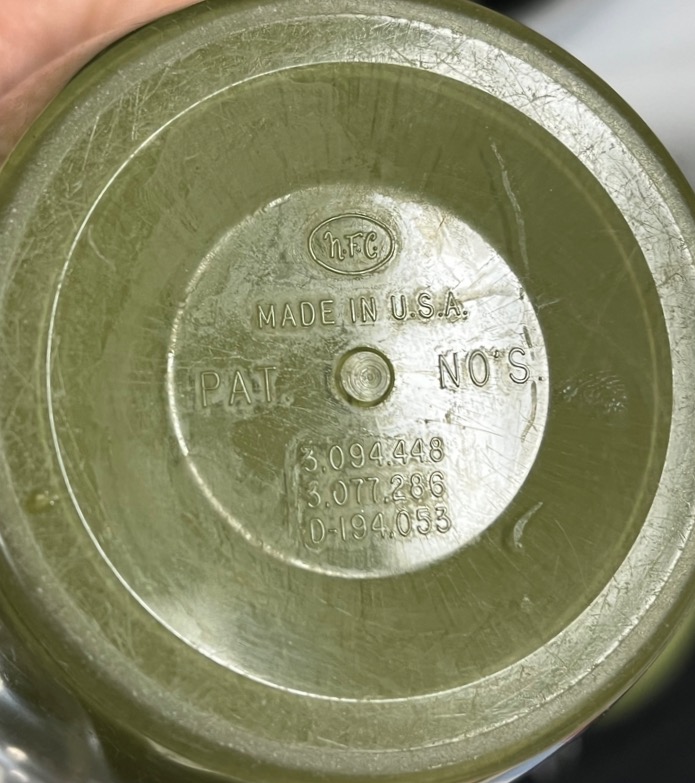 NFC
MADE IN U.S.A.
PAT. NO'S.
3.094.448
3.077.286
D-194.053